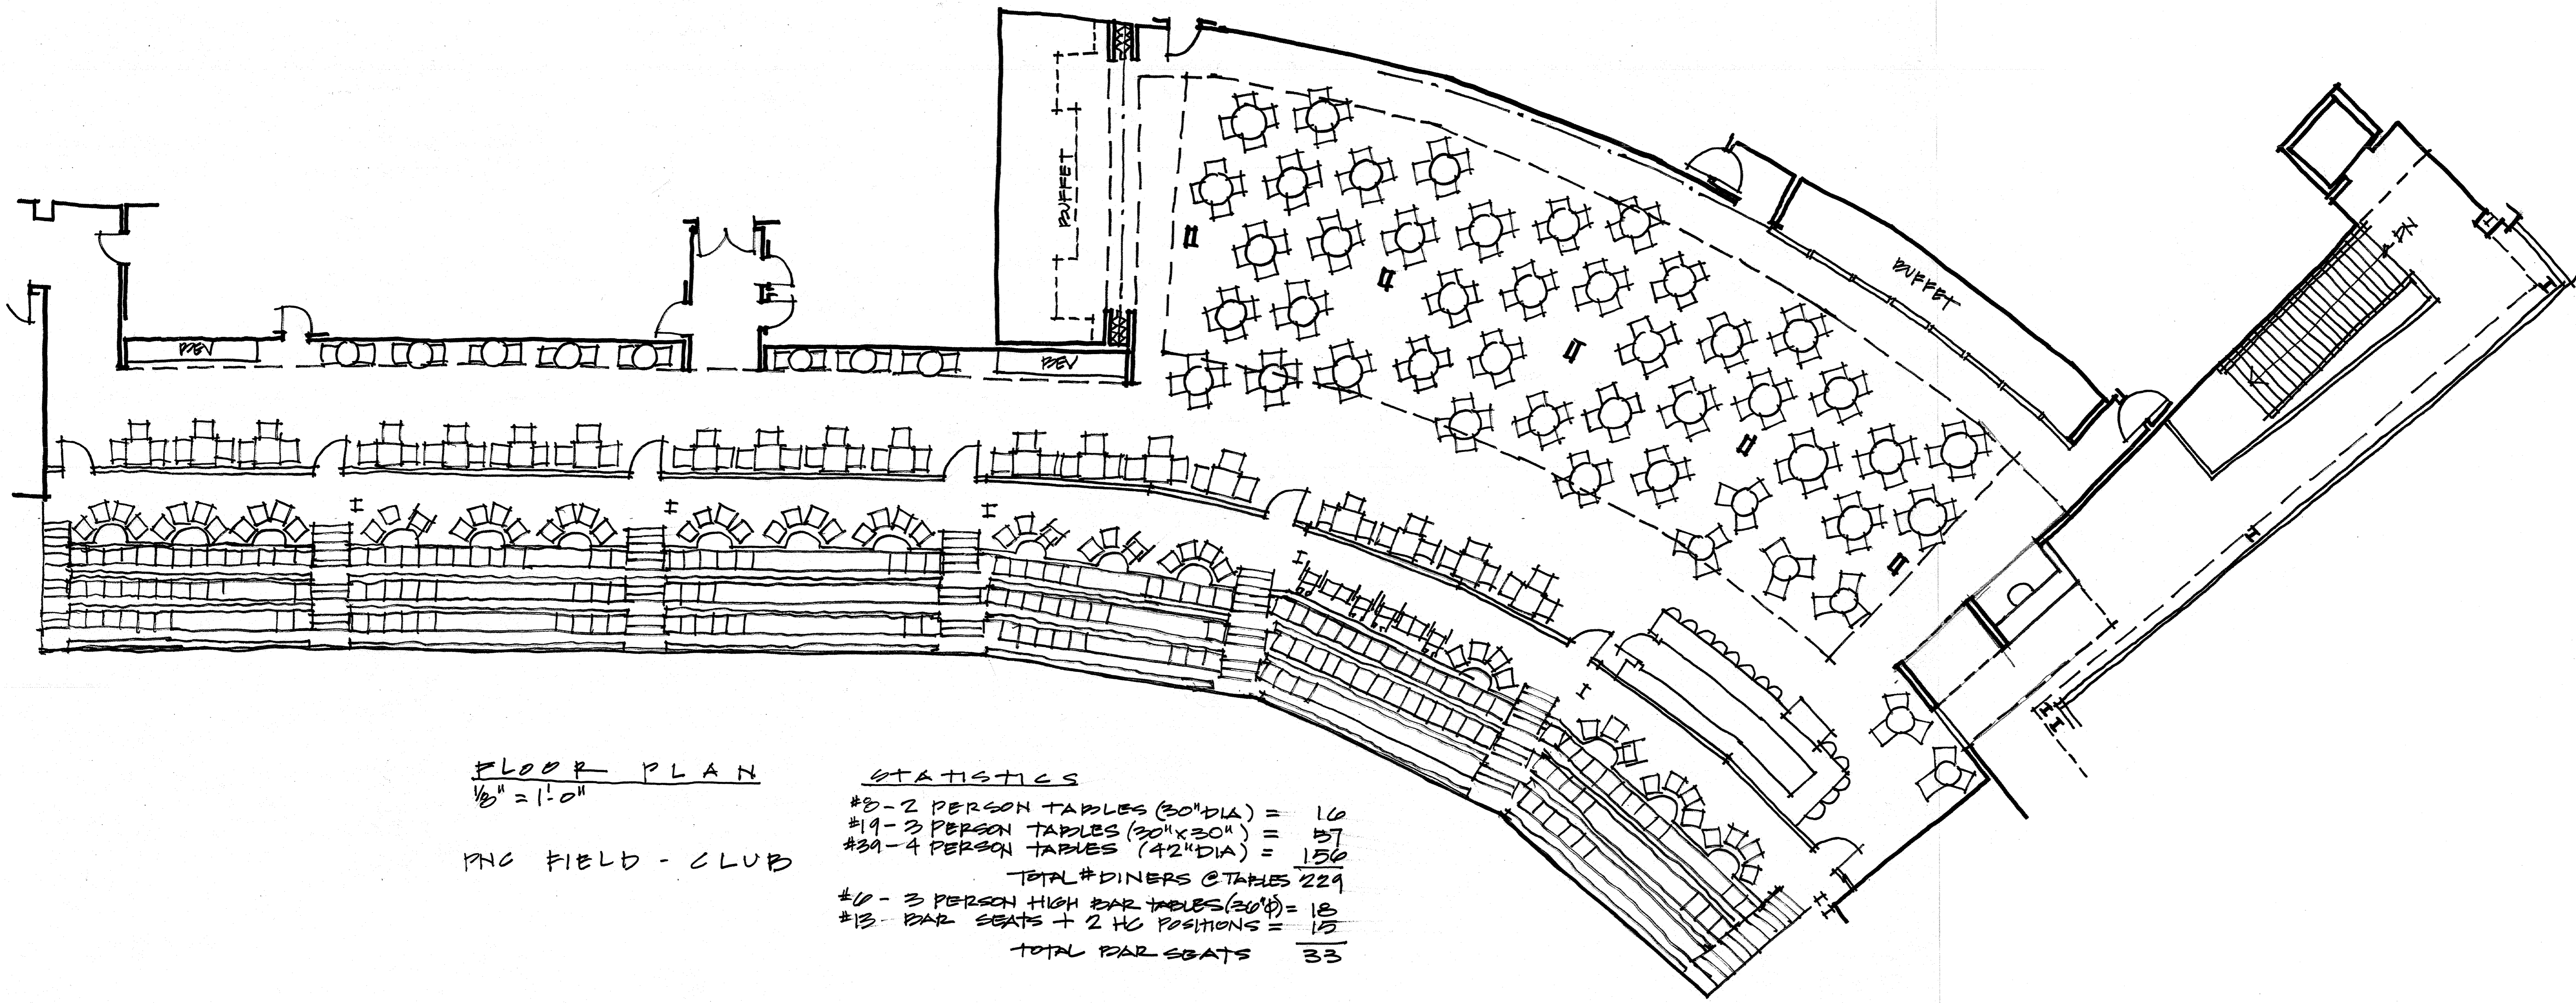 BUFFET
BUFFET
BEV
BEV
FLOOR PLAN
1/8" = 1'-0"
PNC FIELD - CLUB
STATISTICS
#8 - 2 PERSON TABLES (30" DIA) = 16
#19 - 3 PERSON TABLES (30" x 30") = 57
#39 - 4 PERSON TABLES (42" DIA) = 156
TOTAL # DINERS @ TABLES 229
#6 - 3 PERSON HIGH BAR TABLES (36"φ) = 18
#13 - BAR SEATS + 2 HC POSITIONS = 15
TOTAL BAR SEATS 33